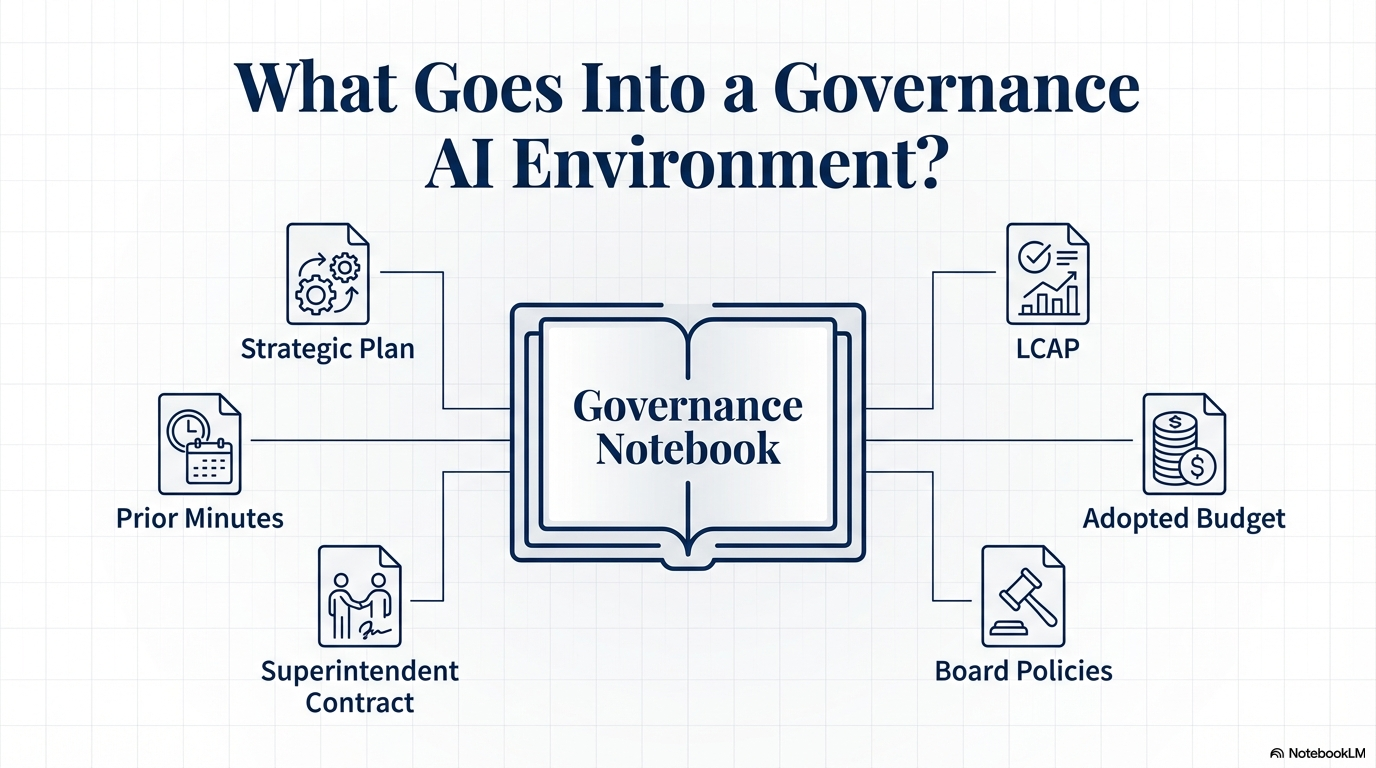 What Goes Into a Governance
AI Environment?
Strategic Plan
LCAP
Governance
Notebook
Prior Minutes
Adopted Budget
$
$
Superintendent
Contract
Board Policies
NotebookLM